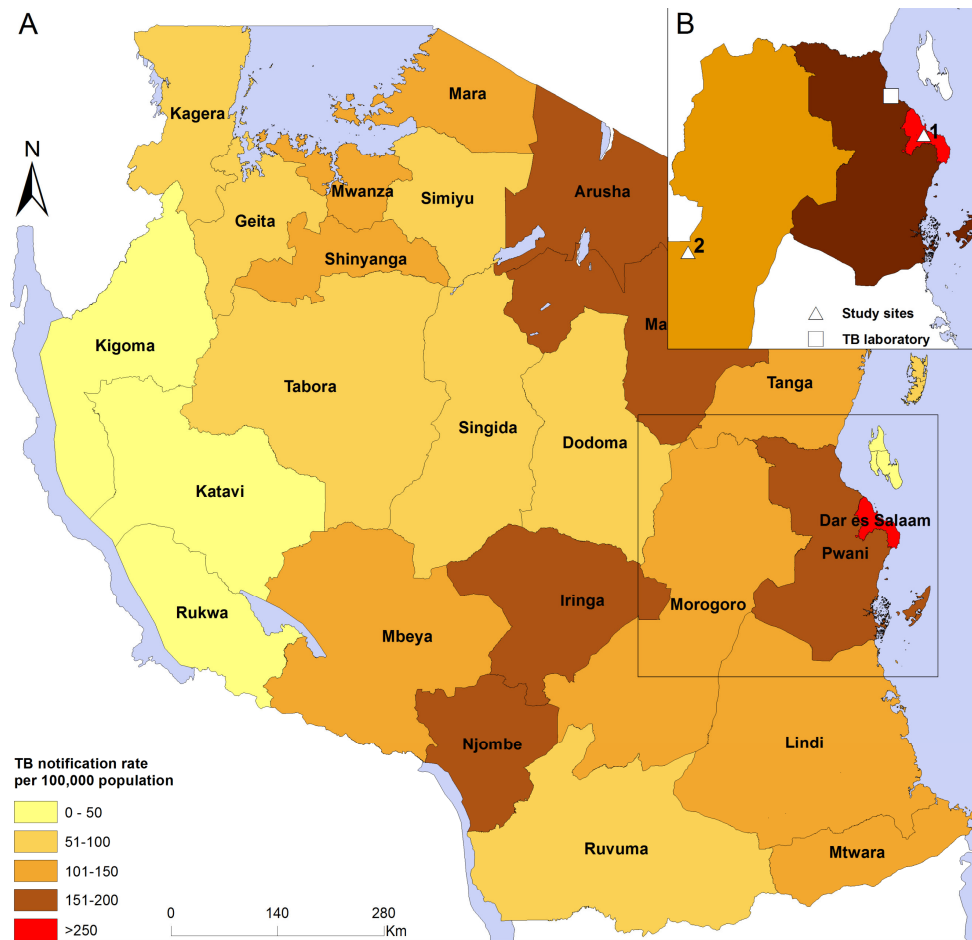 A
B
N
Kagera
Mara
Mwanza
Simiyu
Arusha
Geita
Shinyanga
1
2
Study sites
TB laboratory
Kigoma
Ma
Tanga
Tabora
Singida
Dodoma
Katavi
Dar es Salaam
Pwani
Rukwa
Iringa
Morogoro
Mbeya
Njombe
Lindi
Ruvuma
Mtwara
TB notification rate
per 100,000 population
0 - 50
51-100
101-150
151-200
>250
0 140 280
Km